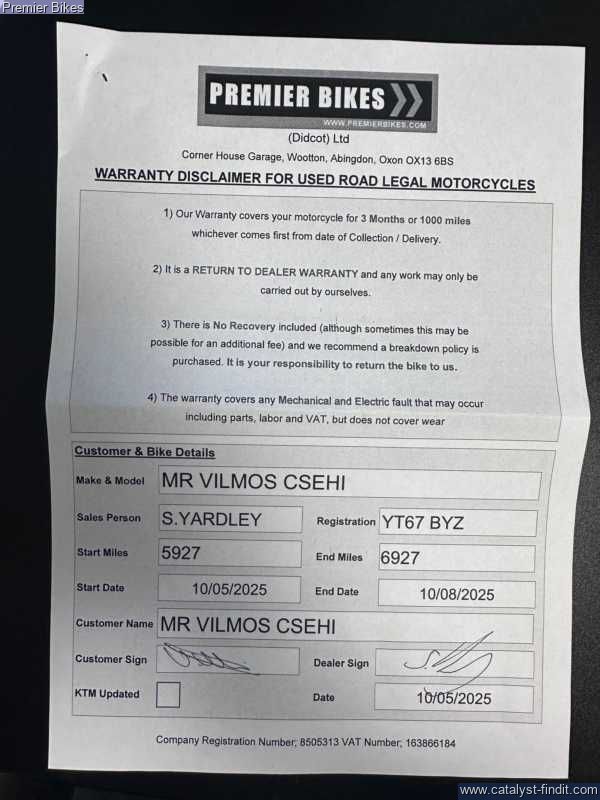 Premier Bikes
PREMIER BIKES
WWW.PREMIERBIKES.COM
(Didcot) Ltd
Corner House Garage, Wootton, Abingdon, Oxon OX13 6BS
WARRANTY DISCLAIMER FOR USED ROAD LEGAL MOTORCYCLES
1) Our Warranty covers your motorcycle for 3 Months or 1000 miles
whichever comes first from date of Collection / Delivery.
2) It is a RETURN TO DEALER WARRANTY and any work may only be
carried out by ourselves.
3) There is No Recovery included (although sometimes this may be
possible for an additional fee) and we recommend a breakdown policy is
purchased. It is your responsibility to return the bike to us.
4) The warranty covers any Mechanical and Electric fault that may occur
including parts, labor and VAT, but does not cover wear
Customer & Bike Details
Make & Model MR VILMOS CSEHI
Sales Person S.YARDLEY Registration YT67 BYZ
Start Miles 5927 End Miles 6927
Start Date 10/05/2025 End Date 10/08/2025
Customer Name MR VILMOS CSEHI
Customer Sign Dealer Sign
KTM Updated Date 10/05/2025
Company Registration Number; 8505313 VAT Number; 163866184
www.catalyst-findit.com